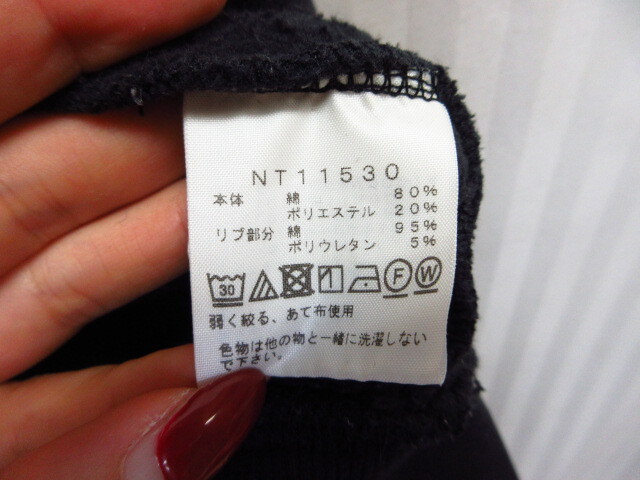 NT11530
本体 綿 80%
ポリエステル 20%
リブ部分 綿 95%
ポリウレタン 5%
30 F W
弱く絞る、あて布使用
色物は他の物と一緒に洗濯しない
で下さい。